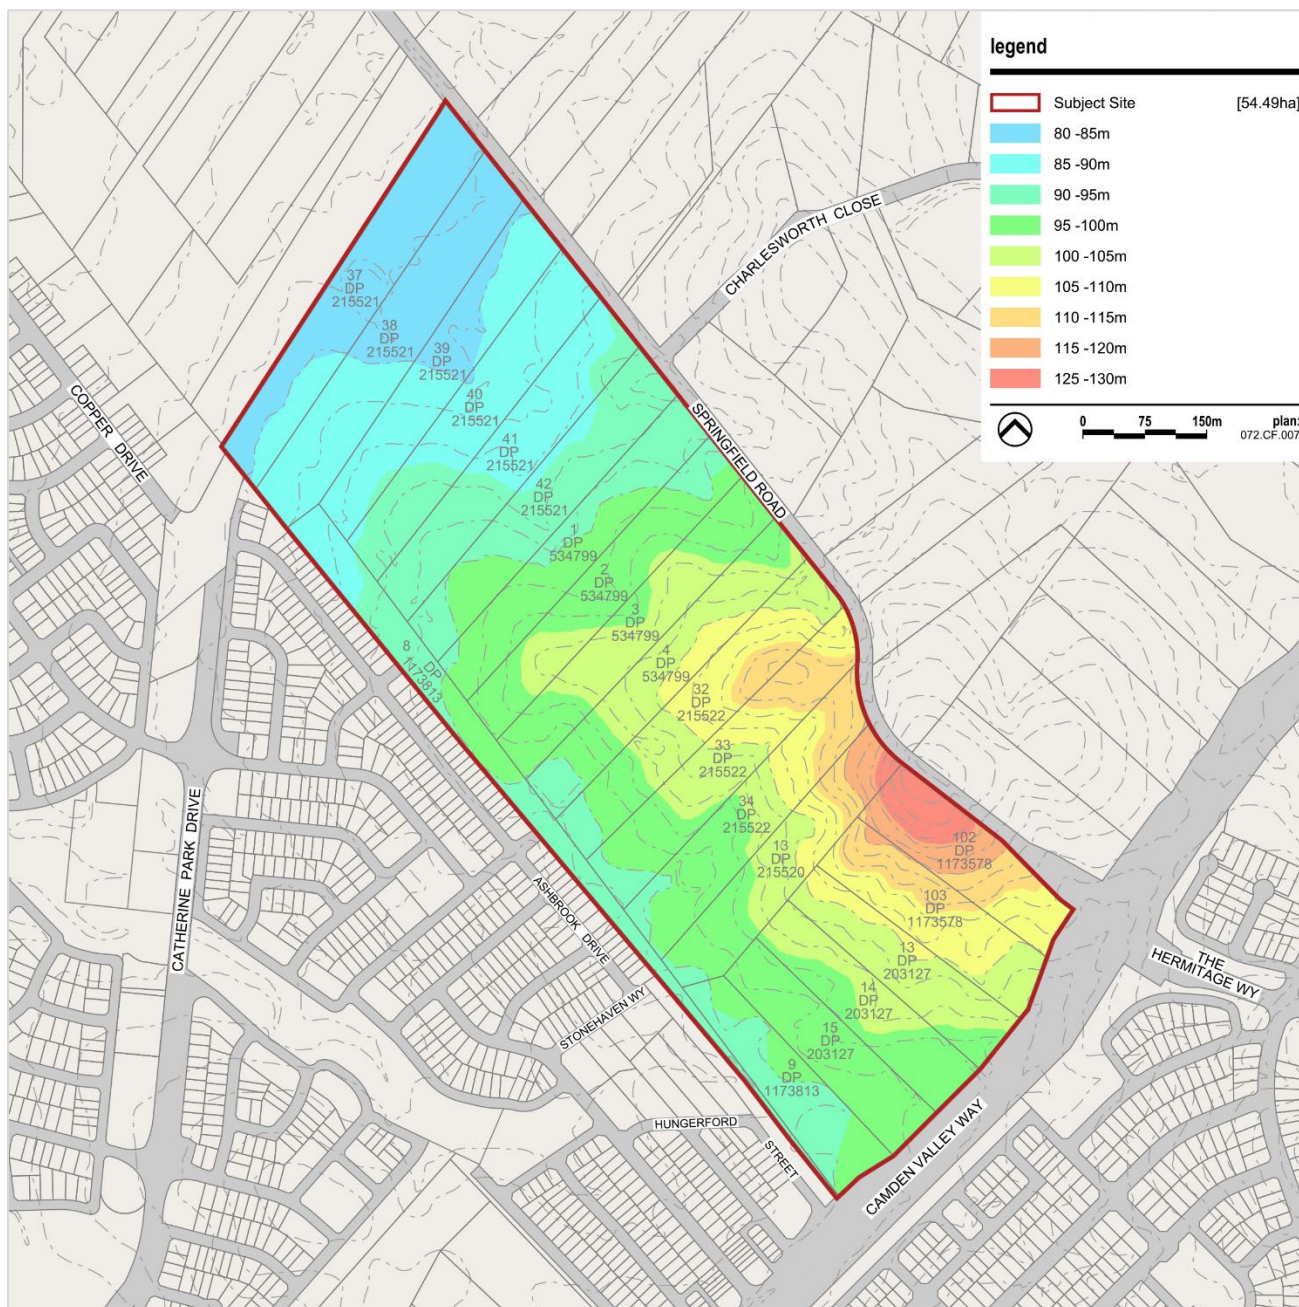 legend
Subject Site [54.49ha]
80 -85m
85 -90m
90 -95m
95 -100m
100 -105m
105 -110m
110 -115m
115 -120m
125 -130m
0 75 150m
plan:
072.CF.007
CHARLESWORTH CLOSE
SPRINGFIELD ROAD
COPPER DRIVE
CATHERINE PARK DRIVE
ASHBROOK DRIVE
STONEHAVEN WY
HUNGERFORD
STREET
CAMDEN VALLEY WAY
THE
HERMITAGE WY
37
DP
215521
38
DP
215521
39
DP
215521
40
DP
215521
41
DP
215521
42
DP
215521
1
DP
534799
2
DP
534799
3
DP
534799
4
DP
534799
8
DP
1173813
32
DP
215522
33
DP
215522
34
DP
215522
13
DP
215520
102
DP
1173578
103
DP
1173578
13
DP
203127
14
DP
203127
15
DP
203127
9
DP
1173813